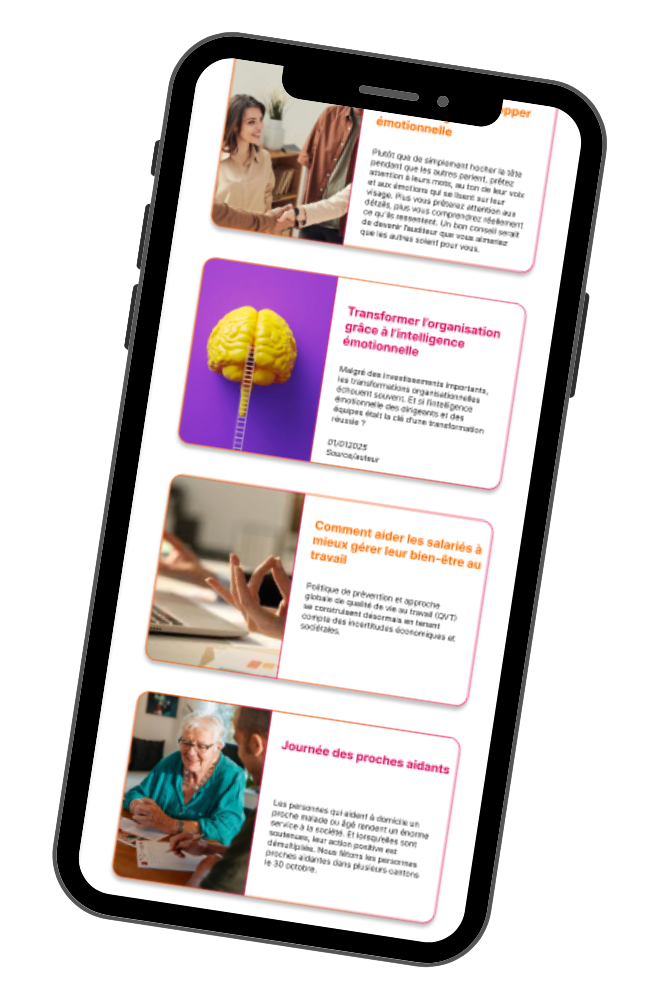 opper
émotionnelle
Plutôt que de simplement hocher la tête
pendant que les autres parlent, prêtez
attention à leurs mots, au ton de leur voix
et aux émotions qui se lisent sur leur
visage. Plus vous prêterez attention aux
détails, plus vous comprendrez réellement
ce qu'ils ressentent. Un bon conseil serait
de devenir l'auditeur que vous aimeriez
que les autres soient pour vous.
Transformer l'organisation
grâce à l'intelligence
émotionnelle
Malgré des investissements importants,
les transformations organisationnelles
échouent souvent. Et si l'intelligence
émotionnelle des dirigeants et des
équipes était la clé d'une transformation
réussie ?
01/012025
Source/auteur
Comment aider les salariés à
mieux gérer leur bien-être au
travail
Politique de prévention et approche
globale de qualité de vie au travail (QVT)
se construisent désormais en tenant
compte des incertitudes économiques et
sociétales.
Journée des proches aidants
Les personnes qui aident à domicile un
proche malade ou âgé rendent un énorme
service à la société. Et lorsqu'elles sont
soutenues, leur action positive est
démultipliée. Nous fêtons les personnes
proches aidantes dans plusieurs cantons
le 30 octobre.